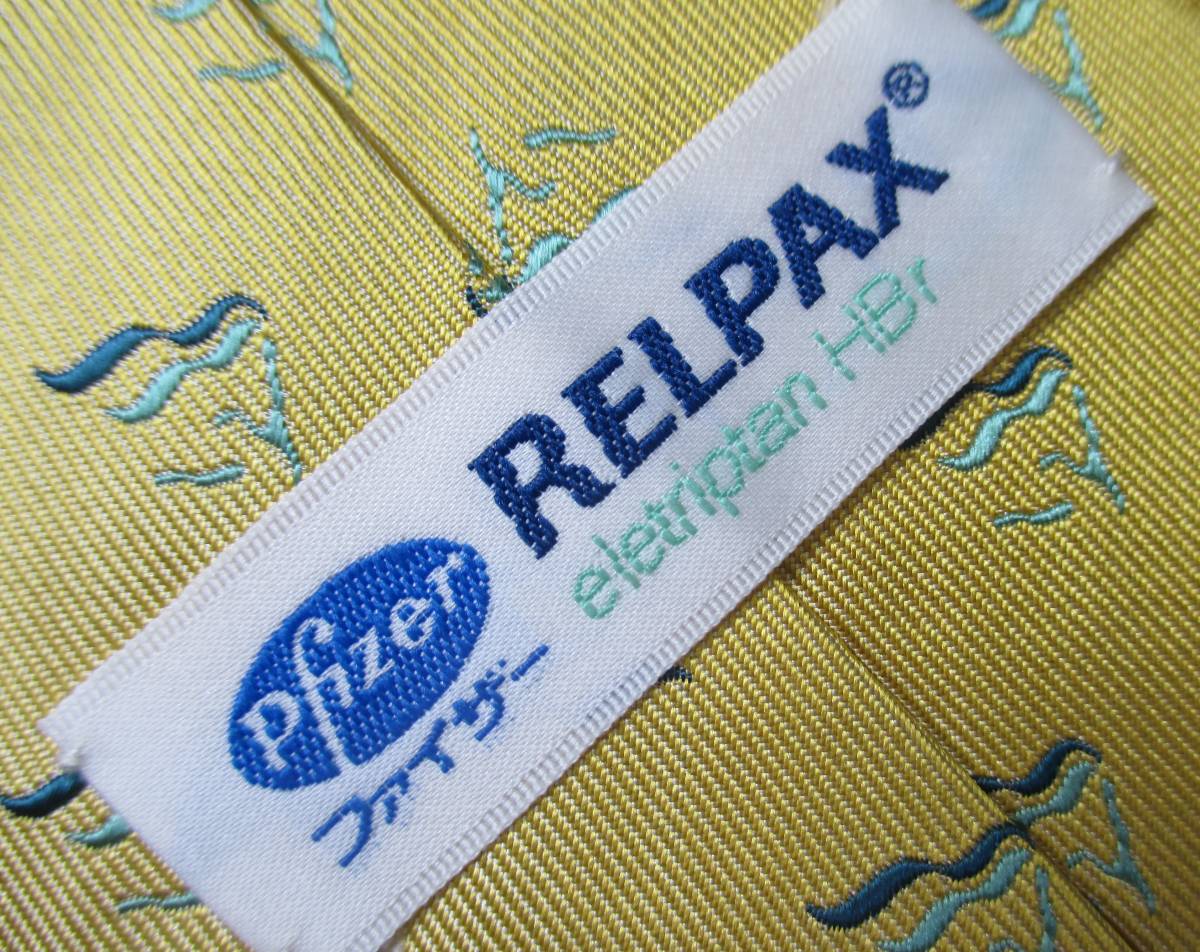 RELPAX®
eletriptan HBr
Pfizer
ファイザー